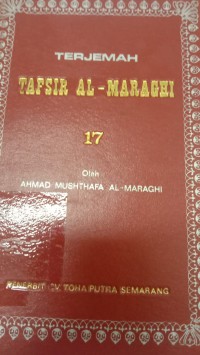 TERJEMAH
TAFSIR AL-MARAGHI
17
Oleh
AHMAD MUSHTHAFA AL-MARAGHI
PENERBIT CV. TOHA PUTRA SEMARANG